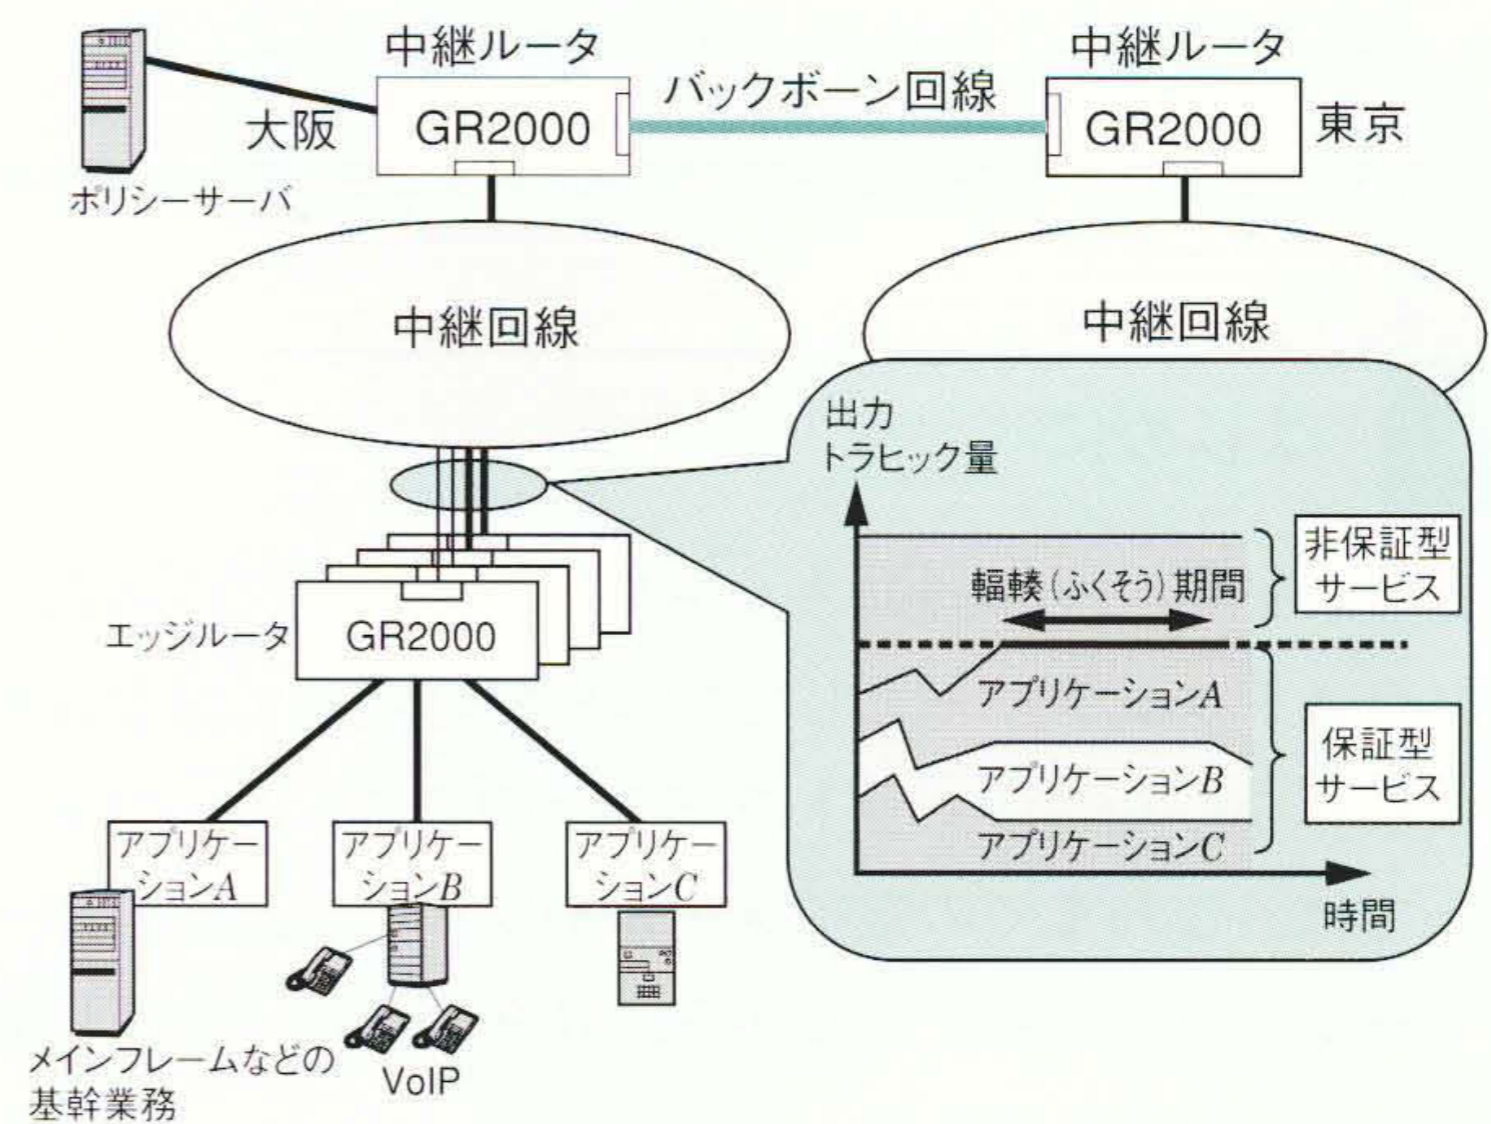 中継ルータ
中継ルータ
バックボーン回線
大阪
GR2000
GR2000
東京
ポリシーサーバ
中継回線
中継回線
出力
トラヒック量
非保証型
サービス
輻輳(ふくそう)期間
エッジルータ
GR2000
アプリケーションA
保証型
サービス
アプリケーションB
アプリケーションC
時間
アプリケー
ションA
アプリケー
ションB
アプリケー
ションC
メインフレームなどの
基幹業務
VoIP